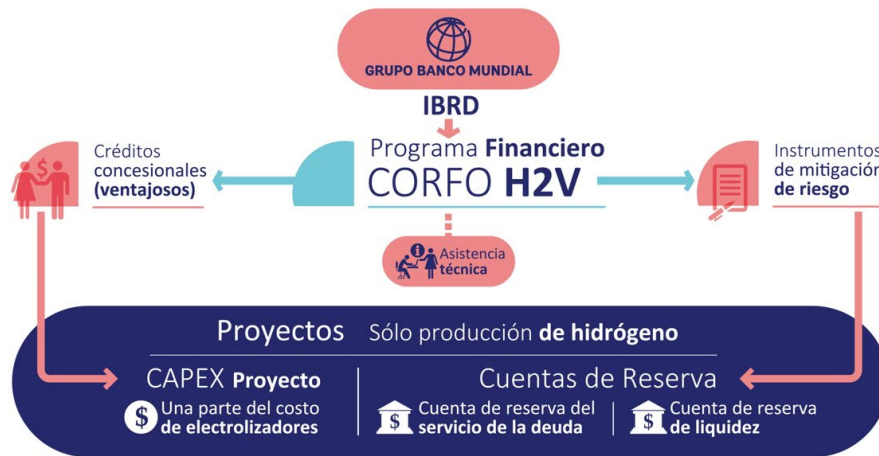 GRUPO BANCO MUNDIAL
IBRD
Programa Financiero
CORFO H2V
Créditos
concesionales
(ventajosos)
Instrumentos
de mitigación
de riesgo
Asistencia
técnica
Proyectos Sólo producción de hidrógeno
CAPEX Proyecto
$ Una parte del costo
de electrolizadores
Cuentas de Reserva
$ Cuenta de reserva del
servicio de la deuda
$ Cuenta de reserva
de liquidez